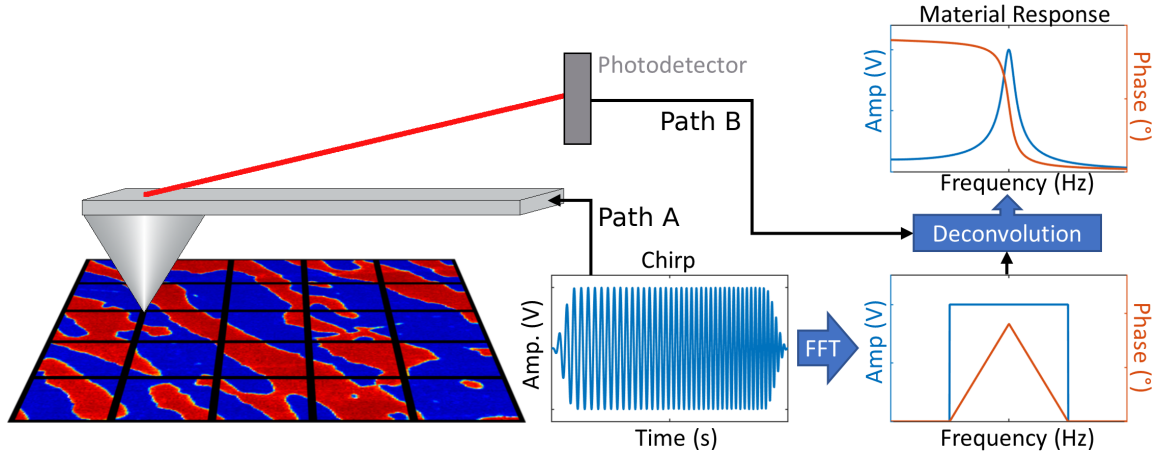 Material Response
Amp (V)
Phase (°)
Frequency (Hz)
Photodetector
Path B
Path A
Deconvolution
Chirp
Amp. (V)
Time (s)
FFT
Amp (V)
Phase (°)
Frequency (Hz)